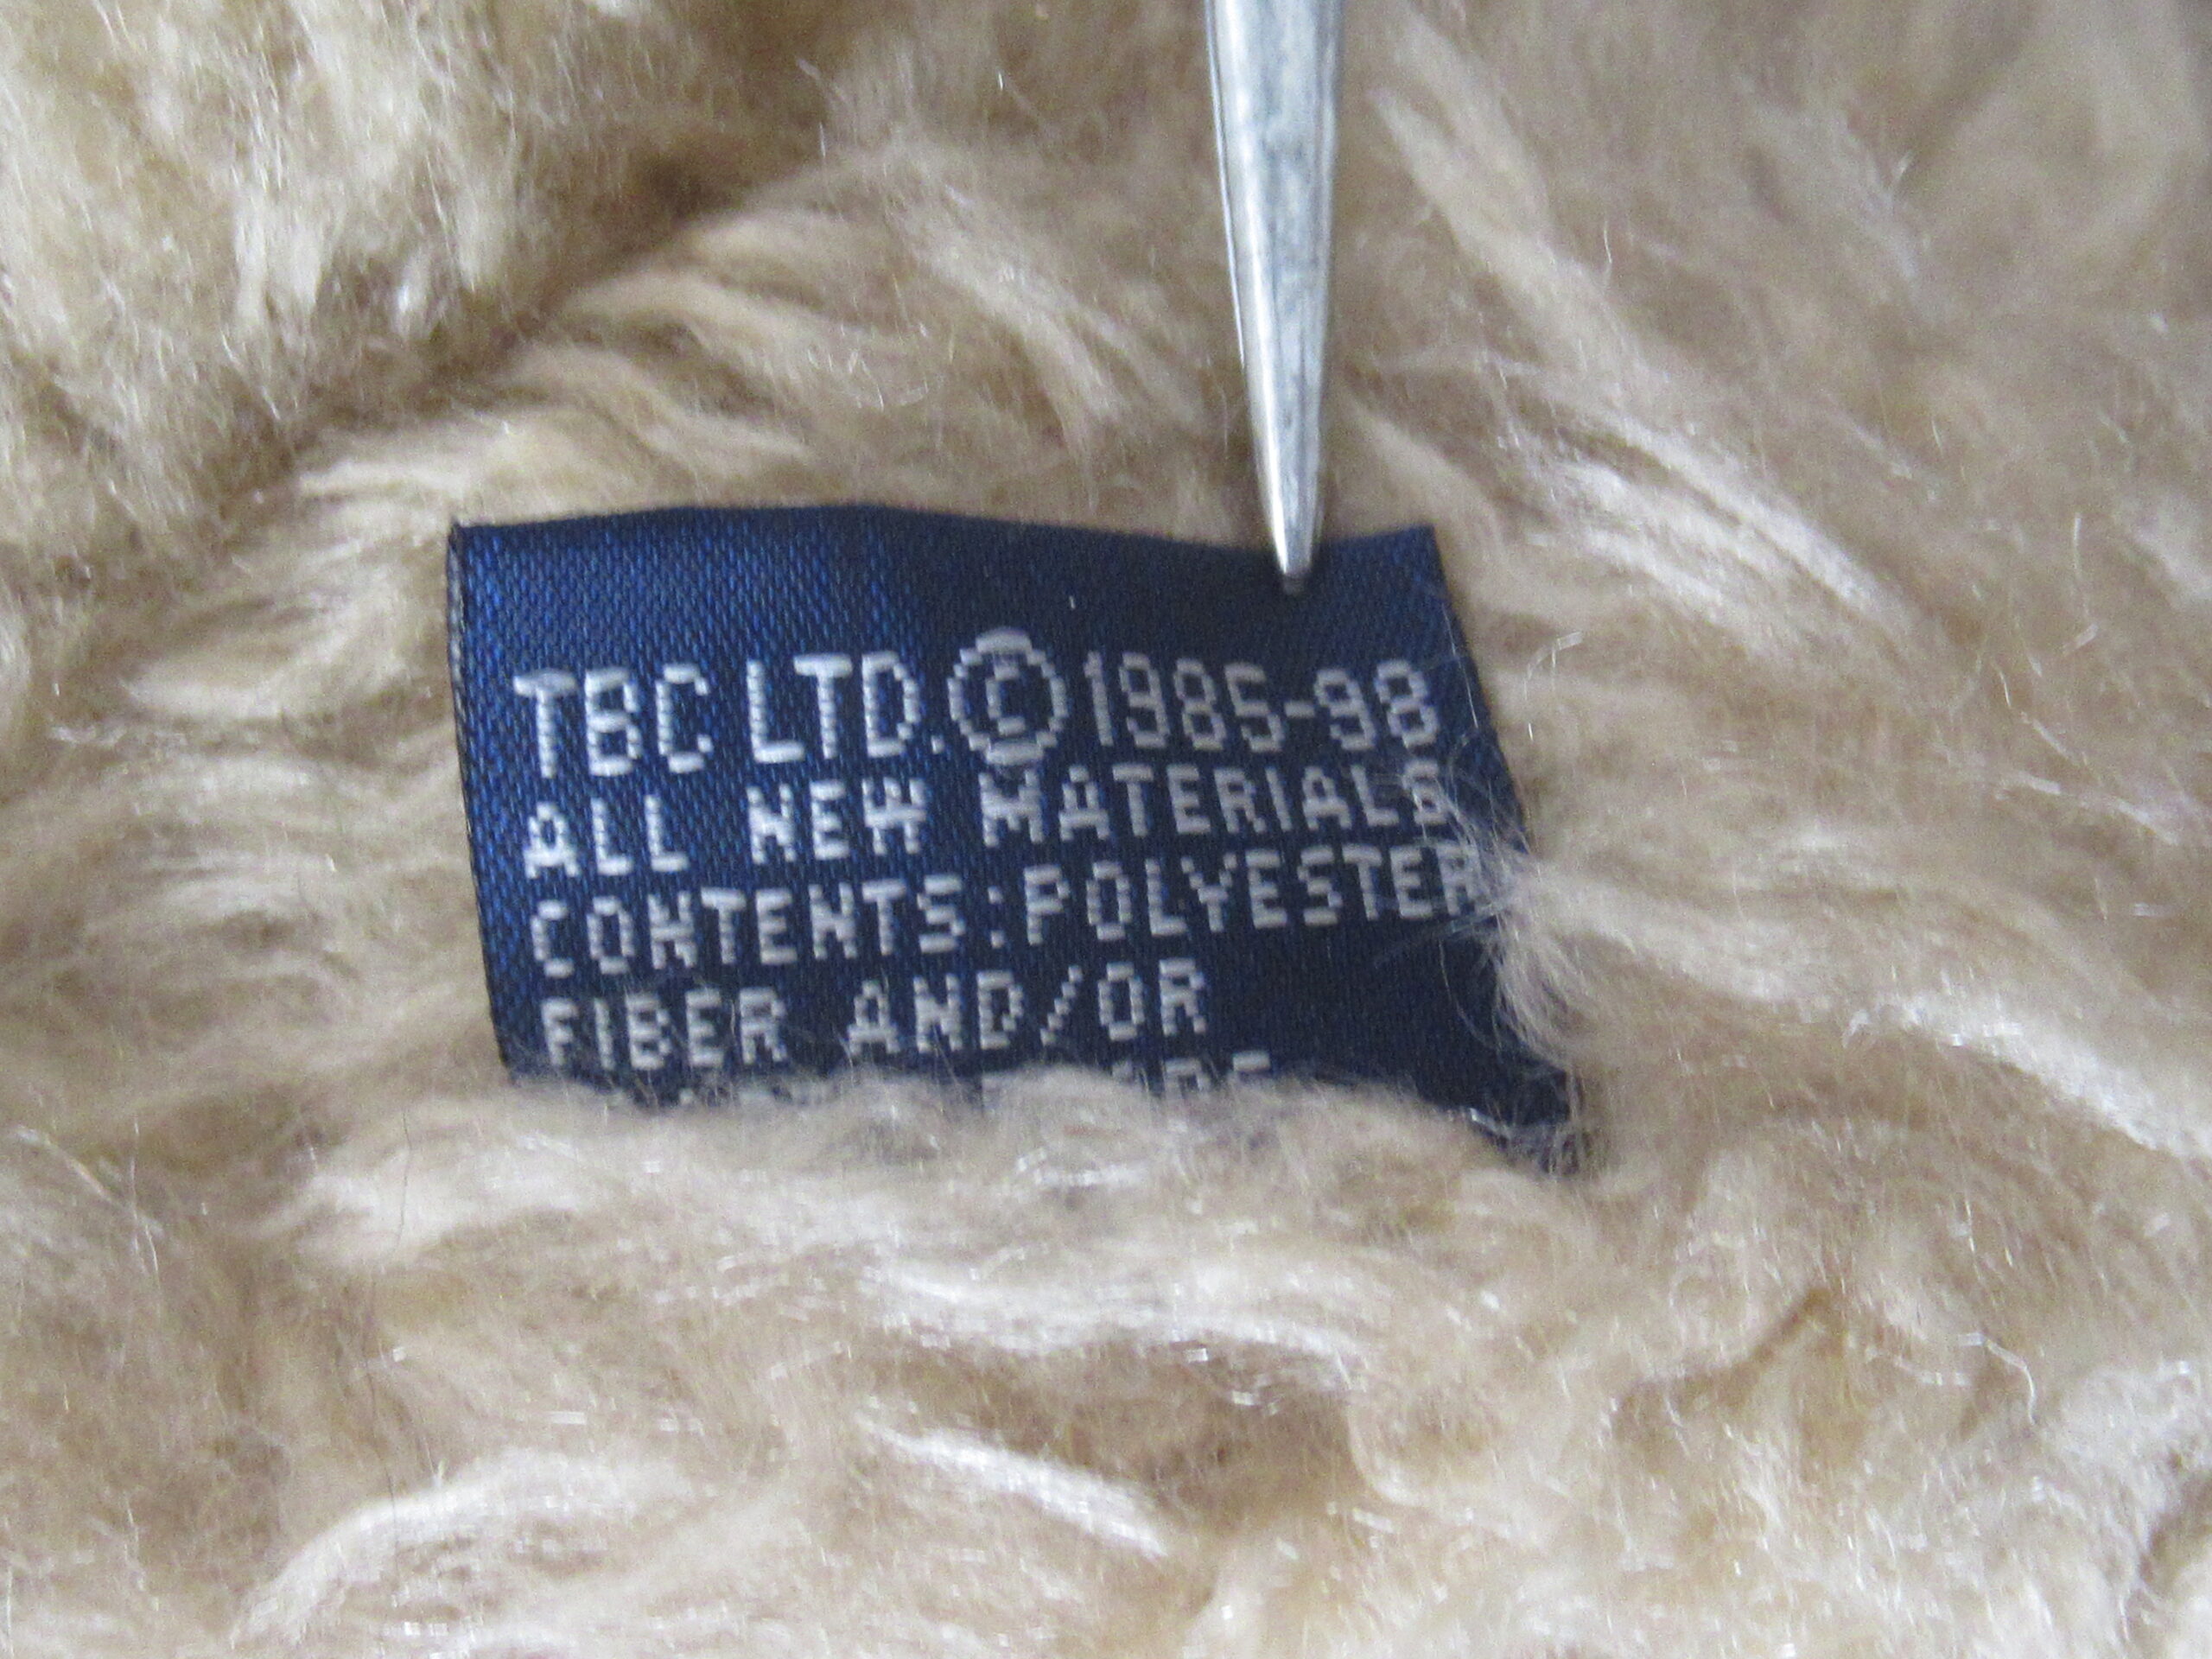 TBC LTD. © 1985-98
ALL NEW MATERIALS
CONTENTS: POLYESTER
FIBER AND/OR